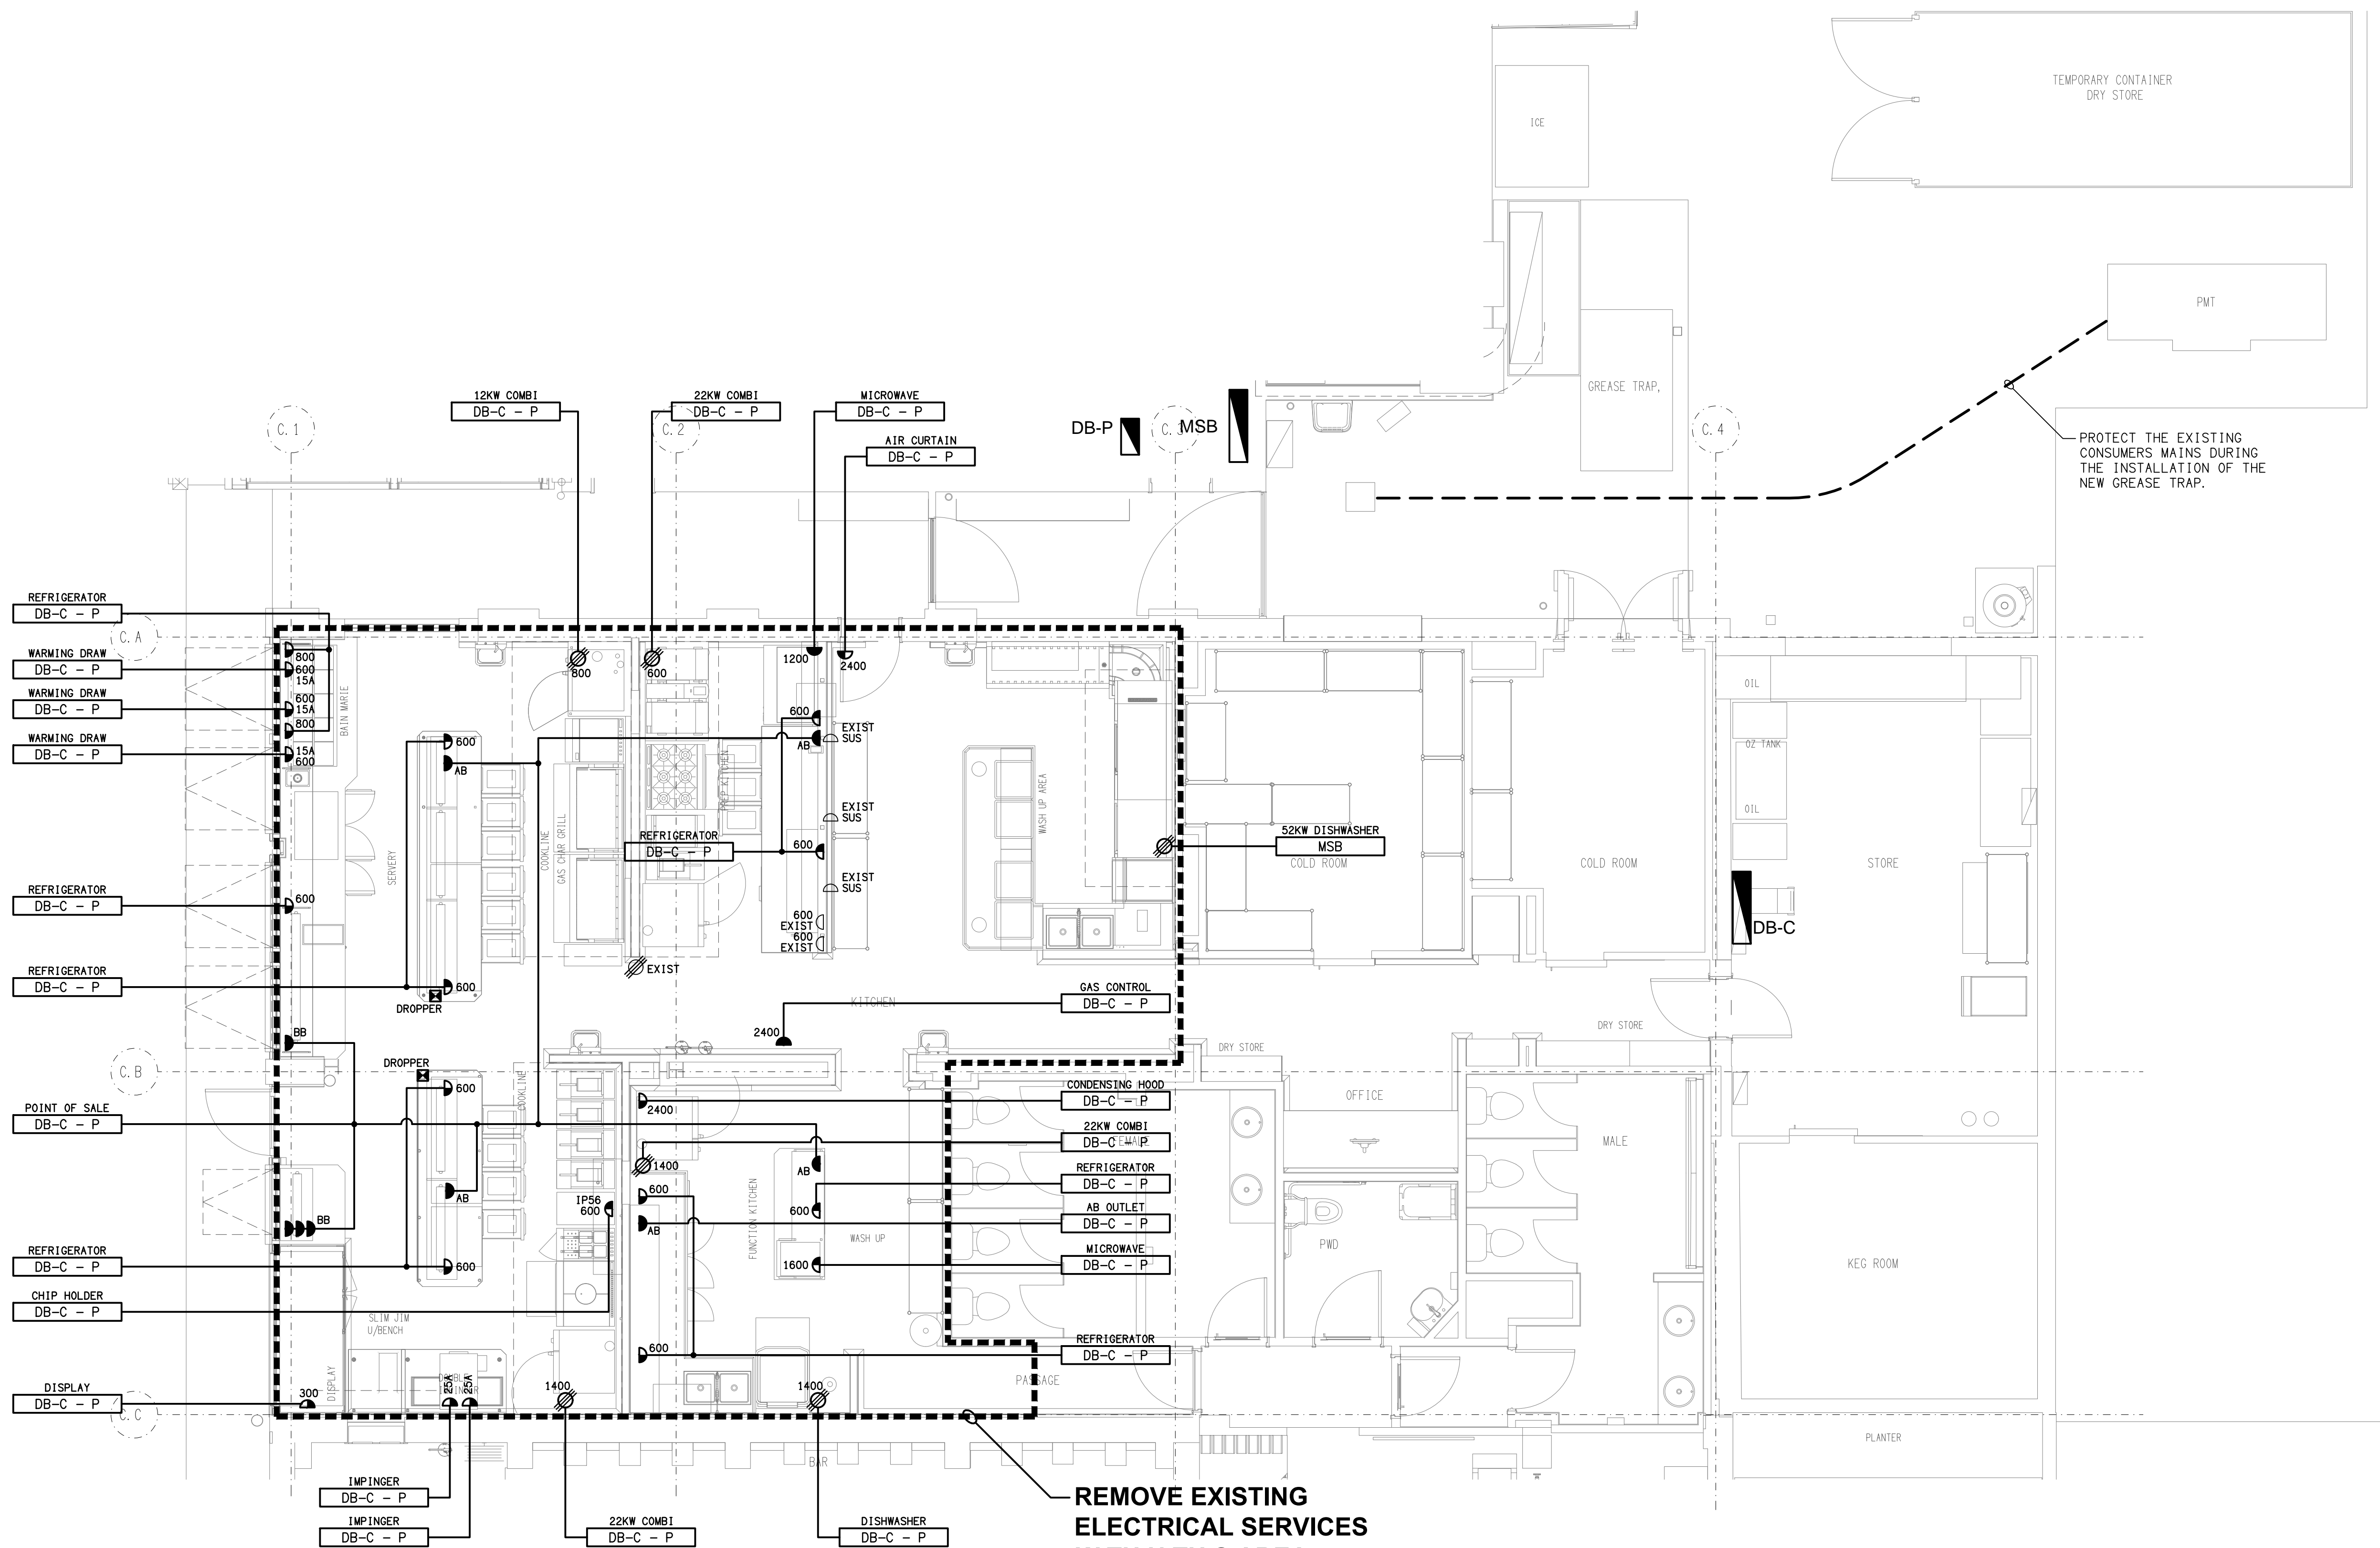 TEMPORARY CONTAINER
DRY STORE
ICE
PMT
GREASE TRAP,
PROTECT THE EXISTING
CONSUMERS MAINS DURING
THE INSTALLATION OF THE
NEW GREASE TRAP.
12KW COMBI
DB-C - P
22KW COMBI
DB-C - P
MICROWAVE
DB-C - P
AIR CURTAIN
DB-C - P
DB-P
MSB
C.1
C.2
C.3
C.4
REFRIGERATOR
DB-C - P
C.A
WARMING DRAW
DB-C - P
WARMING DRAW
DB-C - P
WARMING DRAW
DB-C - P
800
600
15A
600
15A
800
15A
600
BAIN MARIE
800
600
1200
2400
600
AB
EXIST
SUS
EXIST
SUS
EXIST
SUS
600
600
EXIST
600
EXIST
600
AB
SERVERY
COOKLINE
GAS CHAR GRILL
PREP KITCHEN
WASH UP AREA
REFRIGERATOR
DB-C - P
52KW DISHWASHER
MSB
COLD ROOM
COLD ROOM
OIL
OZ TANK
OIL
STORE
DB-C
REFRIGERATOR
DB-C - P
600
REFRIGERATOR
DB-C - P
600
DROPPER
EXIST
KITCHEN
GAS CONTROL
DB-C - P
2400
DRY STORE
DRY STORE
BB
DROPPER
C.B
600
COOKLINE
2400
CONDENSING HOOD
DB-C - P
OFFICE
POINT OF SALE
DB-C - P
22KW COMBI
DB-C - P
FEMALE
MALE
1400
AB
REFRIGERATOR
DB-C - P
AB
IP56
600
600
600
AB OUTLET
DB-C - P
BB
AB
FUNCTION KITCHEN
WASH UP
PWD
MICROWAVE
DB-C - P
1600
KEG ROOM
REFRIGERATOR
DB-C - P
600
CHIP HOLDER
DB-C - P
SLIM JIM
U/BENCH
REFRIGERATOR
DB-C - P
600
DISPLAY
DB-C - P
C.C
300
DISPLAY
25A
25A
1400
1400
PASSAGE
PLANTER
BAR
IMPINGER
DB-C - P
IMPINGER
DB-C - P
22KW COMBI
DB-C - P
DISHWASHER
DB-C - P
REMOVE EXISTING
ELECTRICAL SERVICES